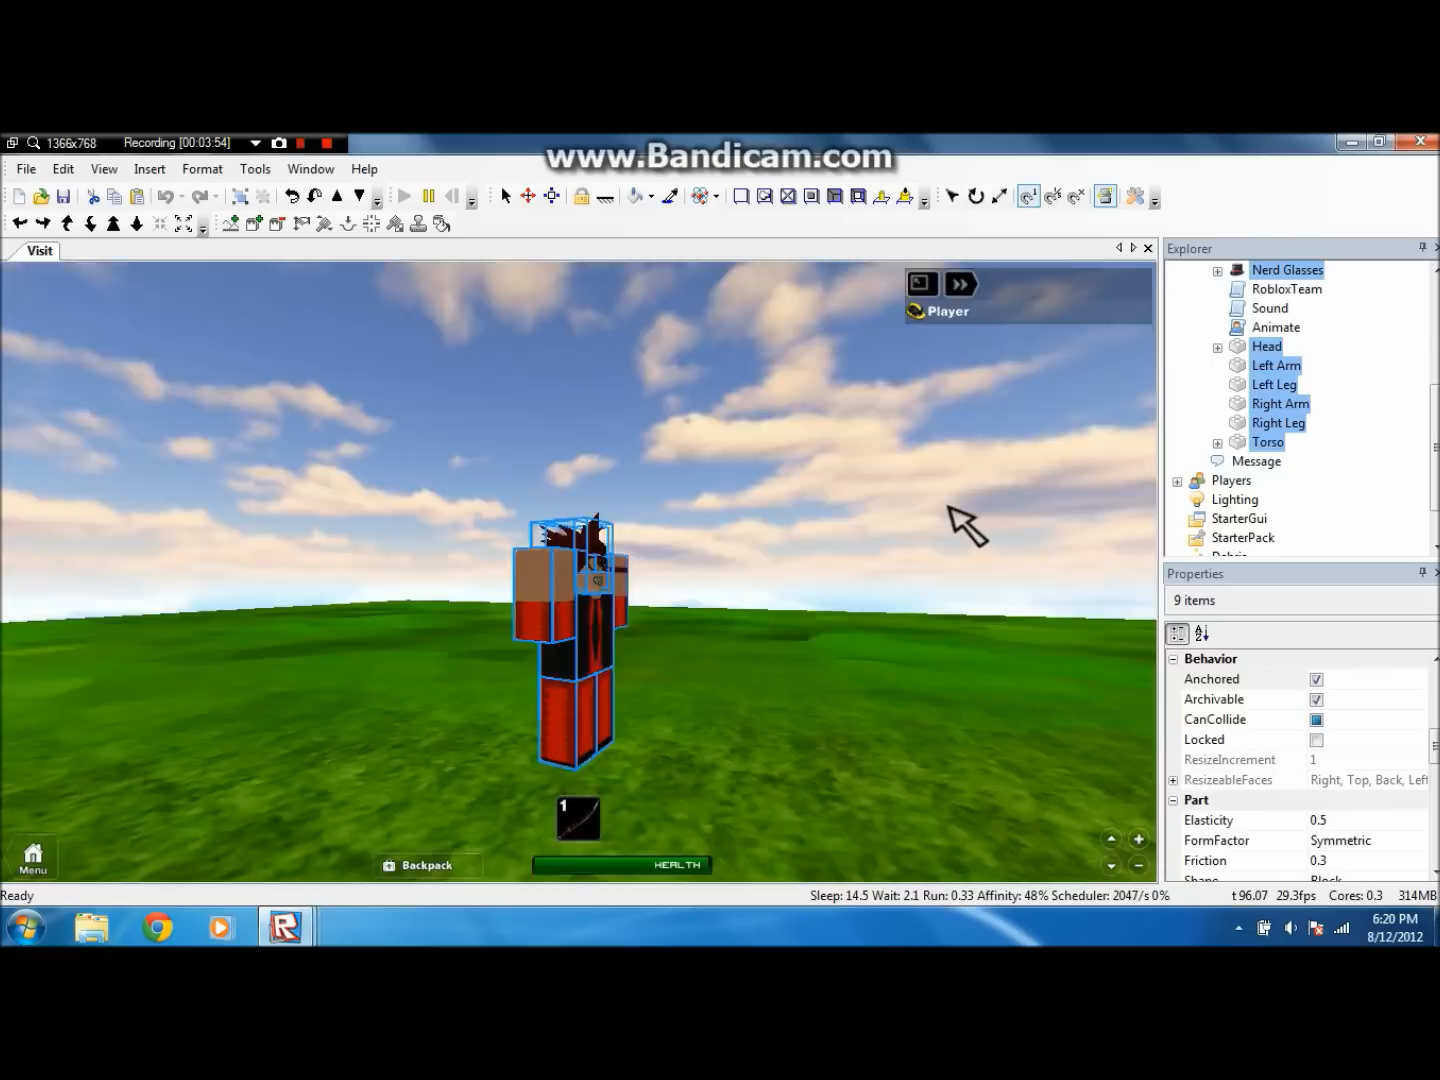 1366x768 Recording [00:03:54]
www.Bandicam.com
File Edit View Insert Format Tools Window Help
Visit
Player
1
HEALTH
Backpack
Menu
Explorer
Nerd Glasses
RobloxTeam
Sound
Animate
Head
Left Arm
Left Leg
Right Arm
Right Leg
Torso
Message
Players
Lighting
StarterGui
StarterPack
Properties
9 items
Behavior
Anchored
Archivable
CanCollide
Locked
ResizeIncrement 1
ResizeableFaces Right, Top, Back, Left
Part
Elasticity 0.5
FormFactor Symmetric
Friction 0.3
Ready
Sleep: 14.5 Wait: 2.1 Run: 0.33 Affinity: 48% Scheduler: 2047/s 0%
t 96.07 29.3fps Cores: 0.3 314MB
6:20 PM
8/12/2012